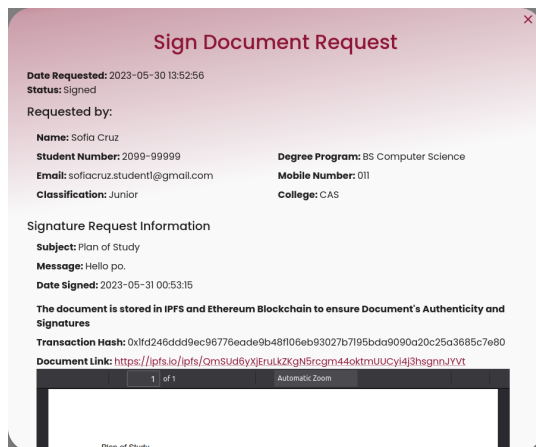 Sign Document Request
Date Requested: 2023-05-30 13:52:56
Status: Signed
Requested by:
Name: Sofia Cruz
Student Number: 2099-99999
Degree Program: BS Computer Science
Email: sofiacruz.student1@gmail.com
Mobile Number: 011
Classification: Junior
College: CAS
Signature Request Information
Subject: Plan of Study
Message: Hello po.
Date Signed: 2023-05-31 00:53:15
The document is stored in IPFS and Ethereum Blockchain to ensure Document's Authenticity and
Signatures
Transaction Hash: 0x1fd246ddd9ec96776eade9b48f106eb93027b7195bda9090a20c25a3685c7e80
Document Link: https://ipfs.io/ipfs/QmSUd6yXjEruLkZKgN5rcgm44oktmUUCyi4j3hsgnnJYVt
1 of 1
Automatic Zoom
Plan of Study